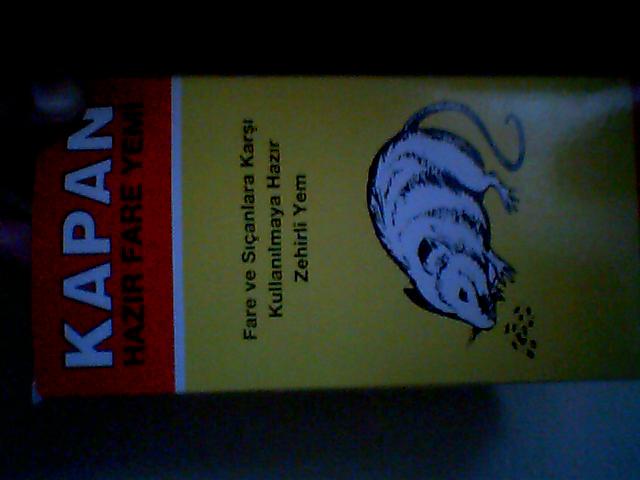 KAPAN
HAZIR FARE YEMİ
Fare ve Sıçanlara Karşı
Kullanılmaya Hazır
Zehirli Yem